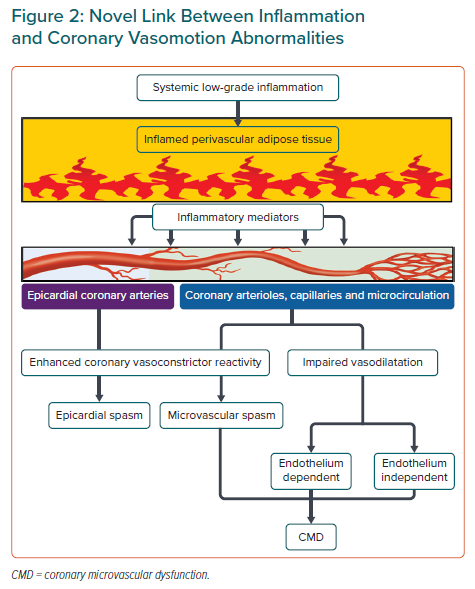 Figure 2: Novel Link Between Inflammation
and Coronary Vasomotion Abnormalities
Systemic low-grade inflammation
Inflamed perivascular adipose tissue
Inflammatory mediators
Epicardial coronary arteries
Coronary arterioles, capillaries and microcirculation
Enhanced coronary vasoconstrictor reactivity
Impaired vasodilatation
Epicardial spasm
Microvascular spasm
Endothelium
dependent
Endothelium
independent
CMD
CMD = coronary microvascular dysfunction.